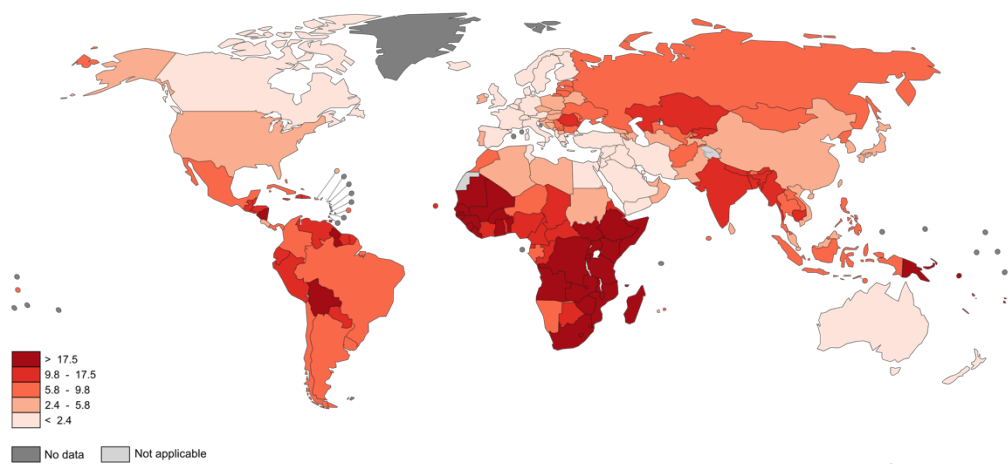 > 17.5
9.8 - 17.5
5.8 - 9.8
2.4 - 5.8
< 2.4
No data
Not applicable